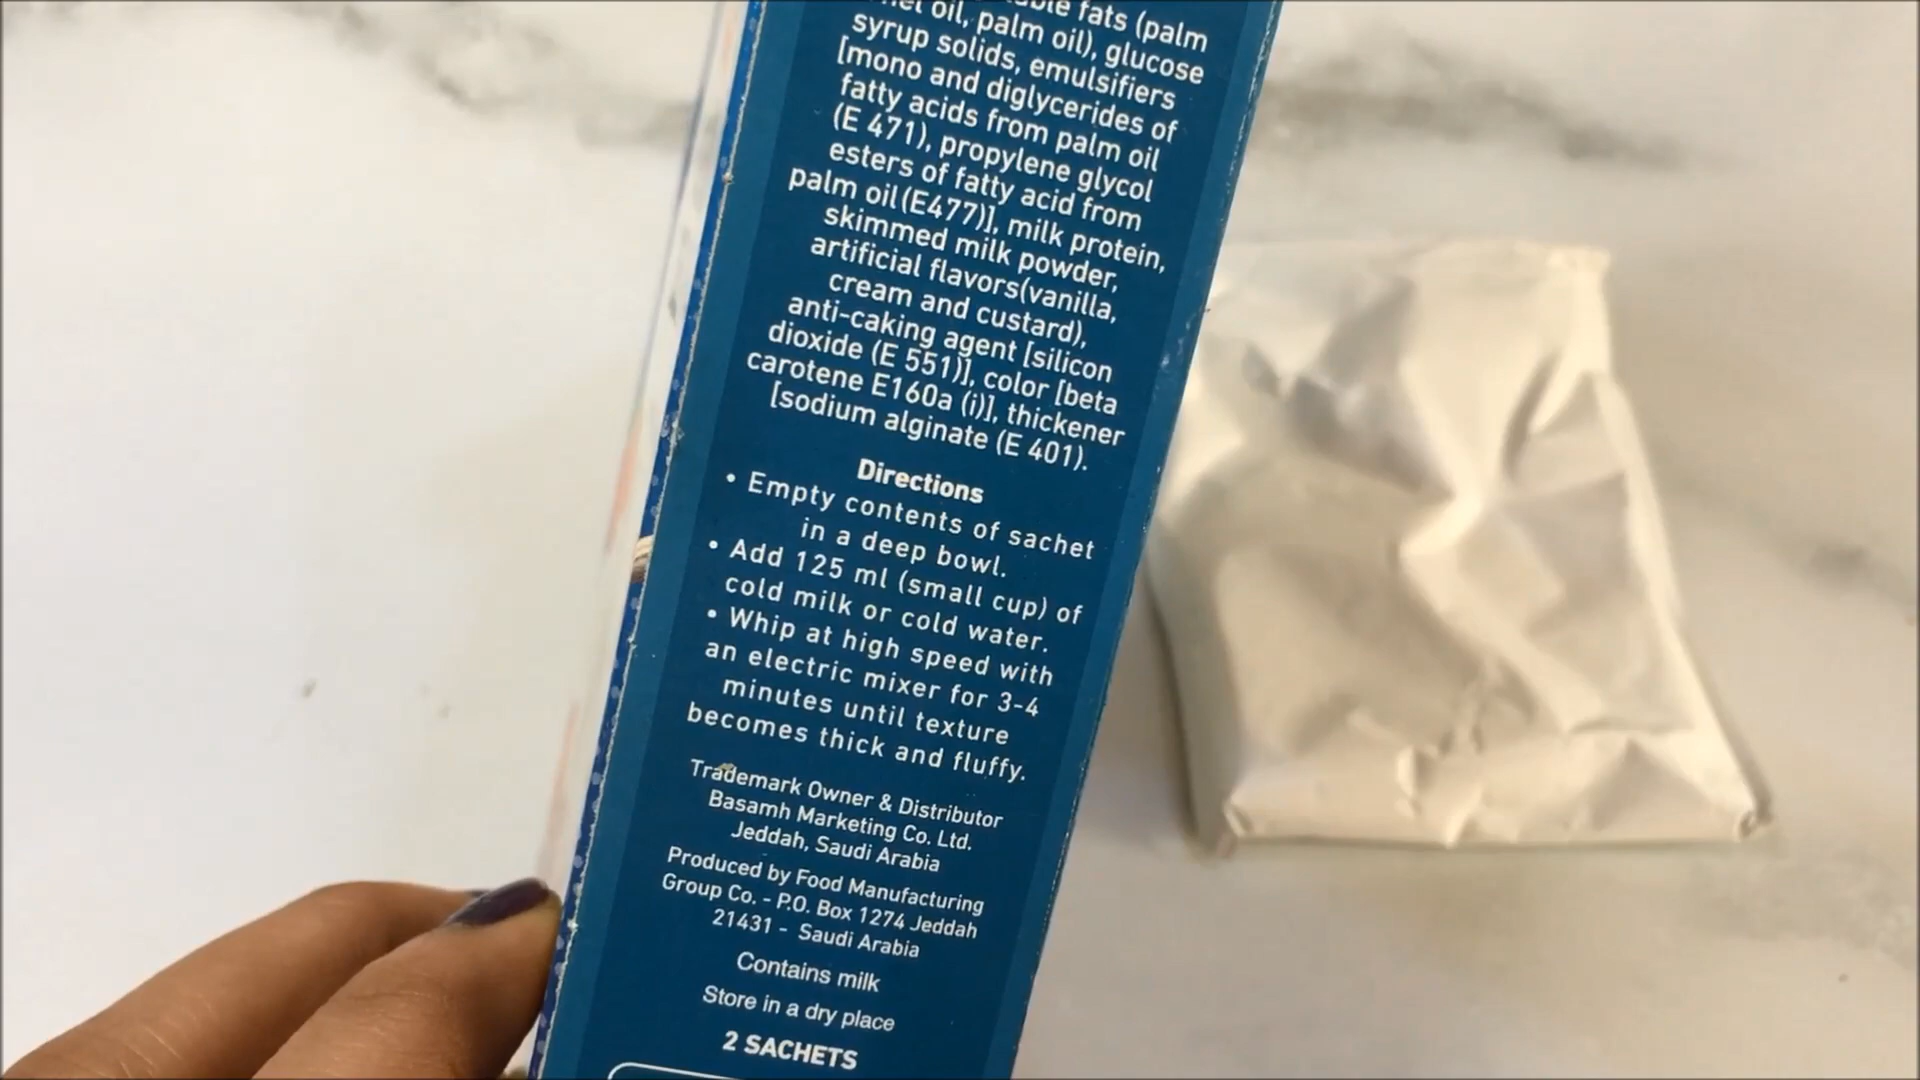 fats (palm
oil, palm oil), glucose
syrup solids, emulsifiers
[mono and diglycerides of
fatty acids from palm oil
(E 471), propylene glycol
esters of fatty acid from
palm oil(E477)], milk protein,
skimmed milk powder,
artificial flavors(vanilla,
cream and custard),
anti-caking agent [silicon
dioxide (E 551)], color [beta
carotene E160a (i)], thickener
[sodium alginate (E 401).
Directions
• Empty contents of sachet
in a deep bowl.
• Add 125 ml (small cup) of
cold milk or cold water.
• Whip at high speed with
an electric mixer for 3-4
minutes until texture
becomes thick and fluffy.
Trademark Owner & Distributor
Basamh Marketing Co. Ltd.
Jeddah, Saudi Arabia
Produced by Food Manufacturing
Group Co. - P.O. Box 1274 Jeddah
21431 - Saudi Arabia
Contains milk
Store in a dry place
2 SACHETS